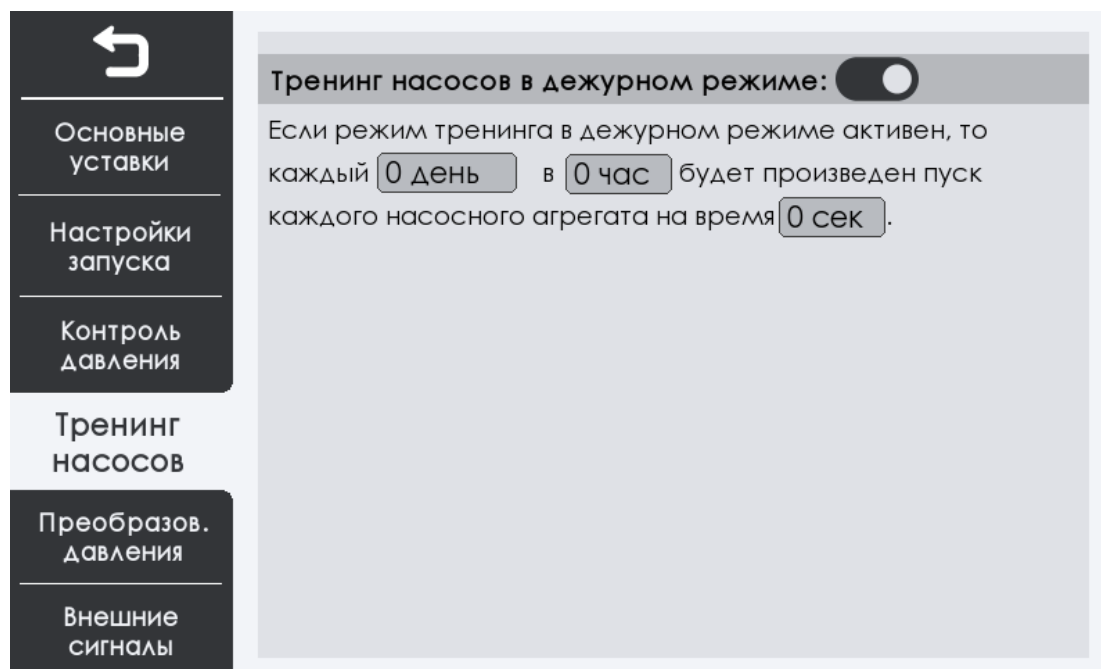 Основные
уставки
Настройки
запуска
Контроль
давления
Тренинг
насосов
Преобразов.
давления
Внешние
сигналы
Тренинг насосов в дежурном режиме:
Если режим тренинга в дежурном режиме активен, то
каждый 0 день в 0 час будет произведен пуск
каждого насосного агрегата на время 0 сек.